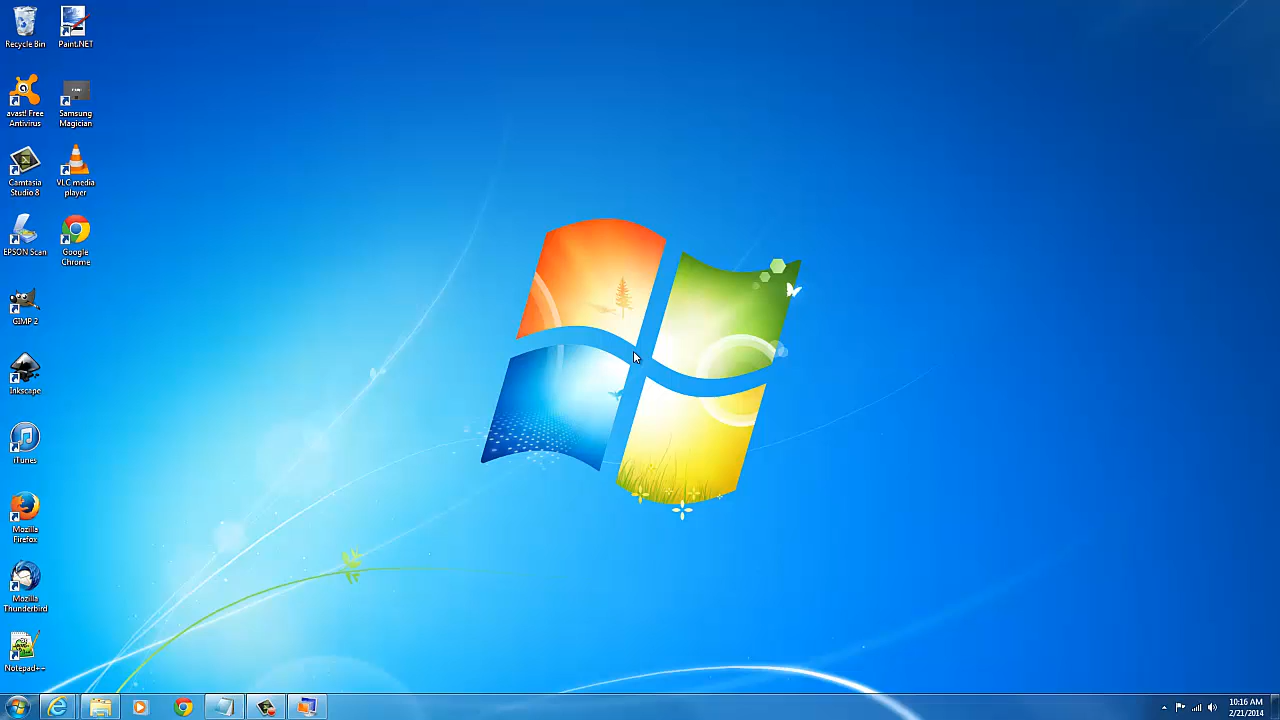 Recycle Bin
Paint.NET
avast! Free
Antivirus
Samsung
Magician
Camtasia
Studio 8
VLC media
player
EPSON Scan
Google
Chrome
GIMP 2
Inkscape
iTunes
Mozilla
Firefox
Mozilla
Thunderbird
Notepad++
10:16 AM
2/21/2014